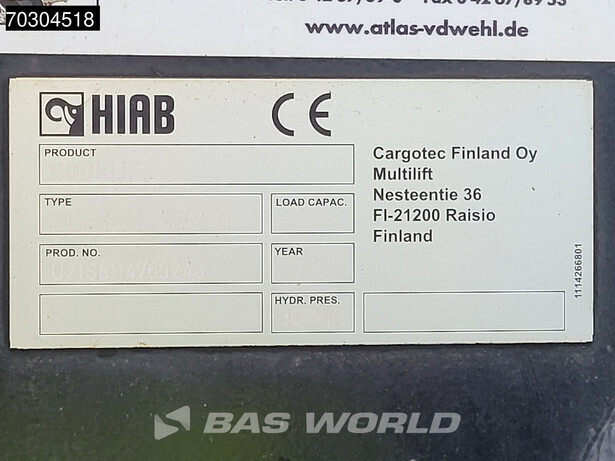 70304518
www.atlas-vdwehl.de
HIAB CE
PRODUCT
TYPE
LOAD CAPAC.
PROD. NO.
YEAR
HYDR. PRES.
Cargotec Finland Oy
Multilift
Nesteentie 36
FI-21200 Raisio
Finland
1114266801
BAS WORLD